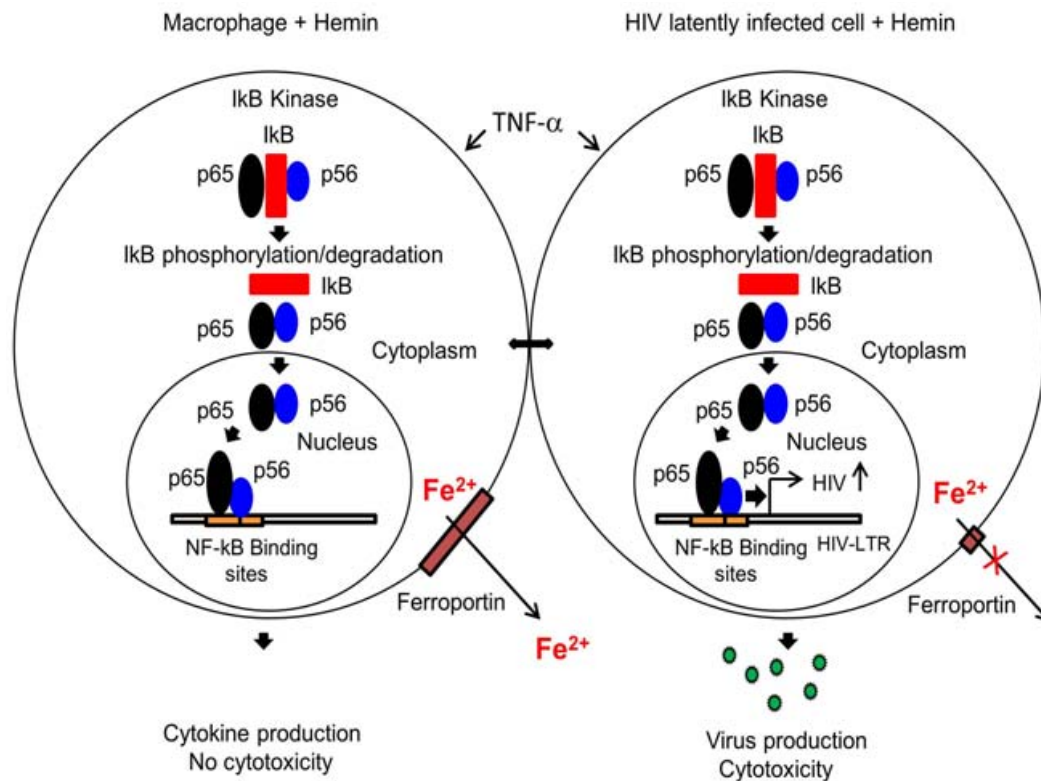 Macrophage + Hemin
HIV latently infected cell + Hemin
TNF-α
IkB Kinase
IkB
p65
p56
IkB phosphorylation/degradation
IkB
p65
p56
Cytoplasm
p65
p56
Nucleus
p65
p56
NF-kB Binding
sites
Fe²⁺
Ferroportin
Fe²⁺
Cytokine production
No cytotoxicity
IkB Kinase
IkB
p65
p56
IkB phosphorylation/degradation
IkB
p65
p56
Cytoplasm
p65
p56
Nucleus
p65
p56
HIV
NF-kB Binding
sites
HIV-LTR
Fe²⁺
Ferroportin
Virus production
Cytotoxicity